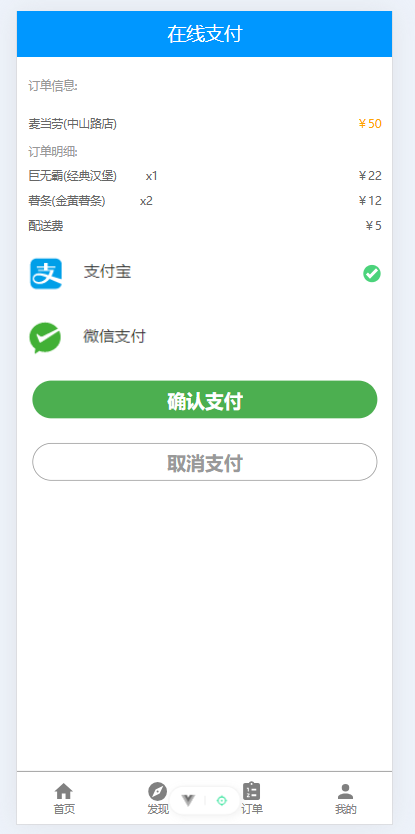 在线支付
订单信息:
麦当劳(中山路店) ￥50
订单明细:
巨无霸(经典汉堡) x1 ￥22
薯条(金黄薯条) x2 ￥12
配送费 ￥5
支 支付宝
微信支付
确认支付
取消支付
首页 发现 订单 我的